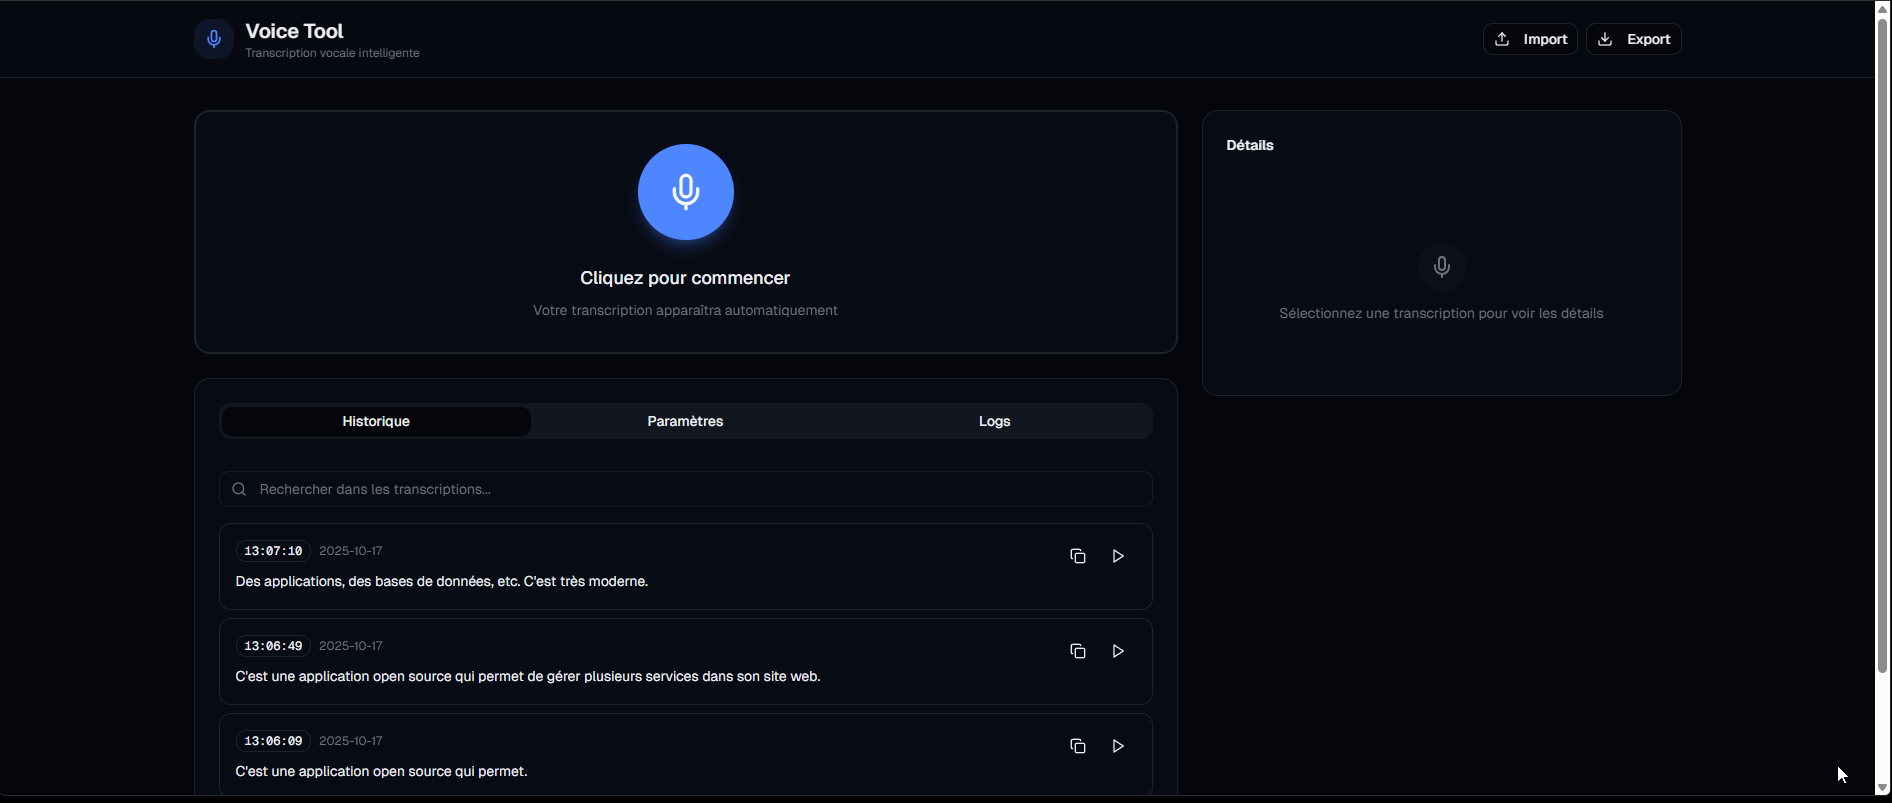 Voice Tool
Transcription vocale intelligente
Import
Export
Cliquez pour commencer
Votre transcription apparaîtra automatiquement
Détails
Sélectionnez une transcription pour voir les détails
Historique
Paramètres
Logs
Rechercher dans les transcriptions...
13:07:10 2025-10-17
Des applications, des bases de données, etc. C'est très moderne.
13:06:49 2025-10-17
C'est une application open source qui permet de gérer plusieurs services dans son site web.
13:06:09 2025-10-17
C'est une application open source qui permet.